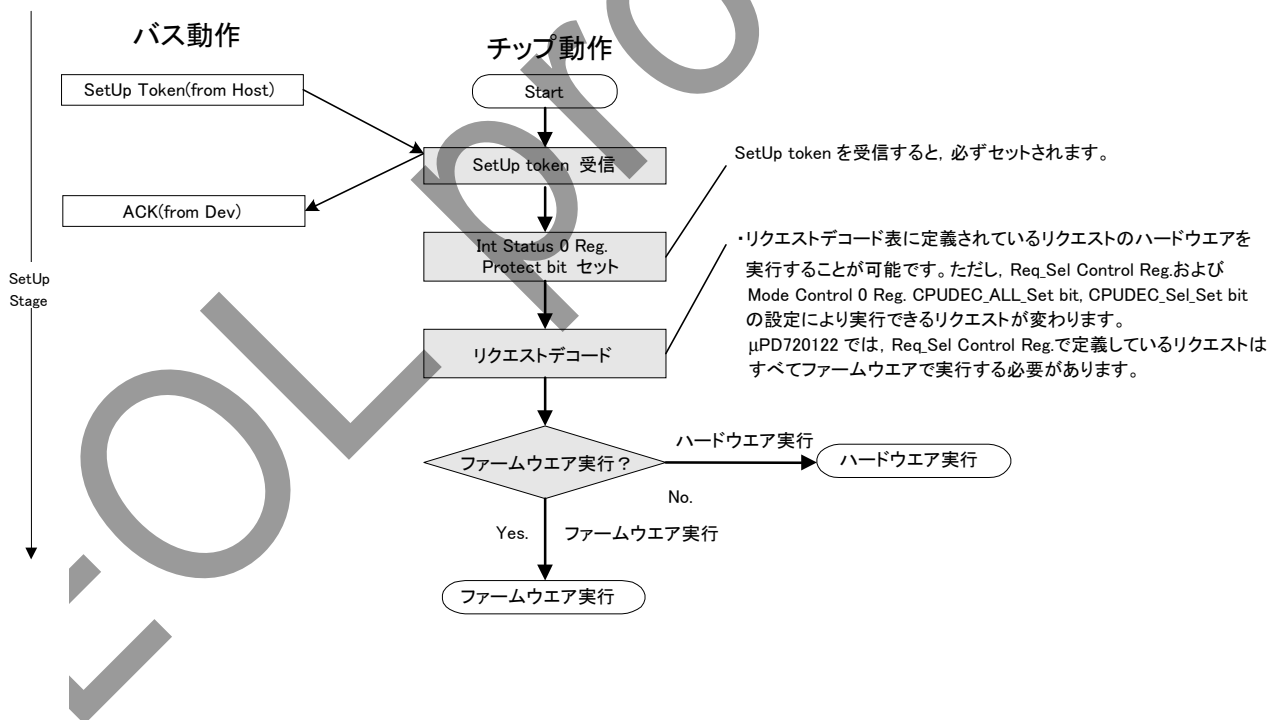 バス動作
チップ動作
SetUp Token(from Host)
Start
SetUp token 受信
SetUp token を受信すると, 必ずセットされます。
ACK(from Dev)
Int Status 0 Reg.
Protect bit セット
・リクエストデコード表に定義されているリクエストのハードウエアを
実行することが可能です。ただし, Req_Sel Control Reg.および
Mode Control 0 Reg. CPUDEC_ALL_Set bit, CPUDEC_Sel_Set bit
の設定により実行できるリクエストが変わります。
μPD720122 では, Req_Sel Control Reg.で定義しているリクエストは
すべてファームウエアで実行する必要があります。
SetUp
Stage
リクエストデコード
ファームウエア実行？
ハードウエア実行
ハードウエア実行
No.
Yes. ファームウエア実行
ファームウエア実行